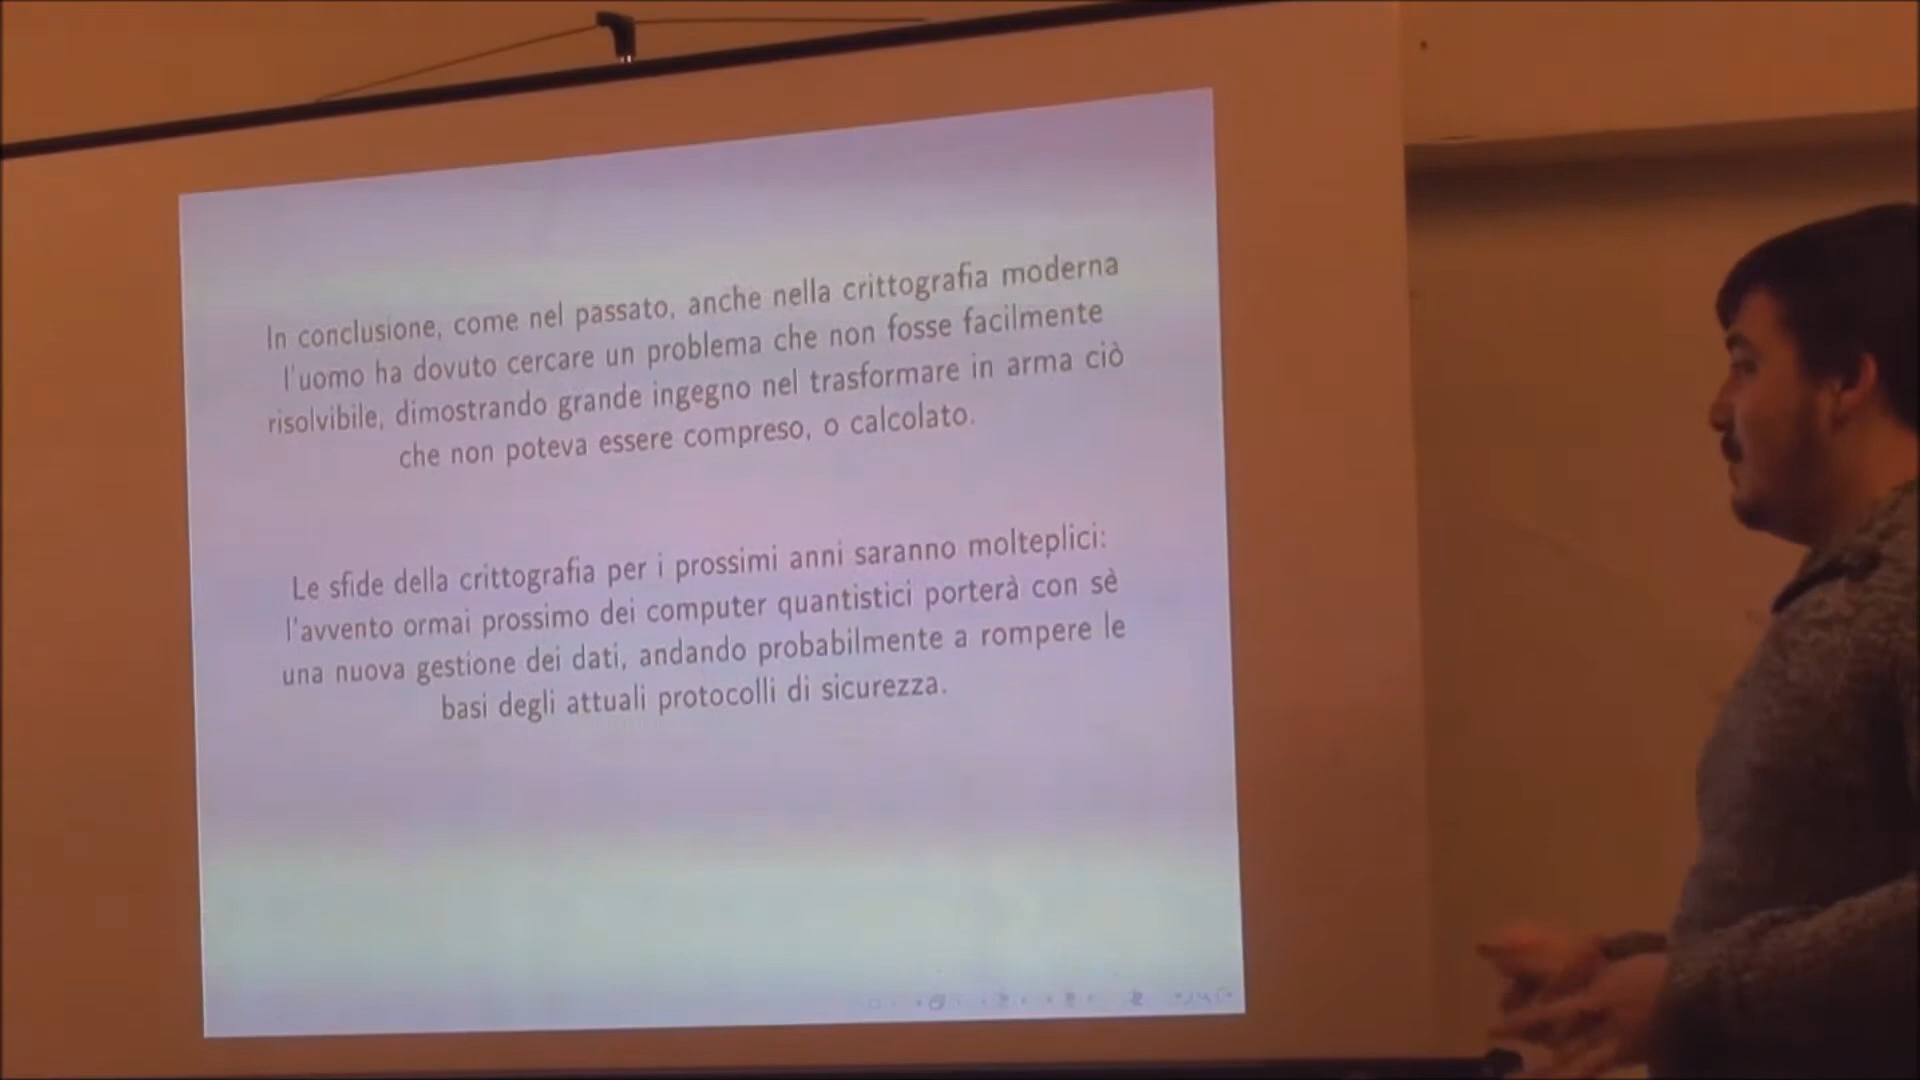 In conclusione, come nel passato, anche nella crittografia moderna
l'uomo ha dovuto cercare un problema che non fosse facilmente
risolvibile, dimostrando grande ingegno nel trasformare in arma ciò
che non poteva essere compreso, o calcolato.
Le sfide della crittografia per i prossimi anni saranno molteplici:
l'avvento ormai prossimo dei computer quantistici porterà con sè
una nuova gestione dei dati, andando probabilmente a rompere le
basi degli attuali protocolli di sicurezza.